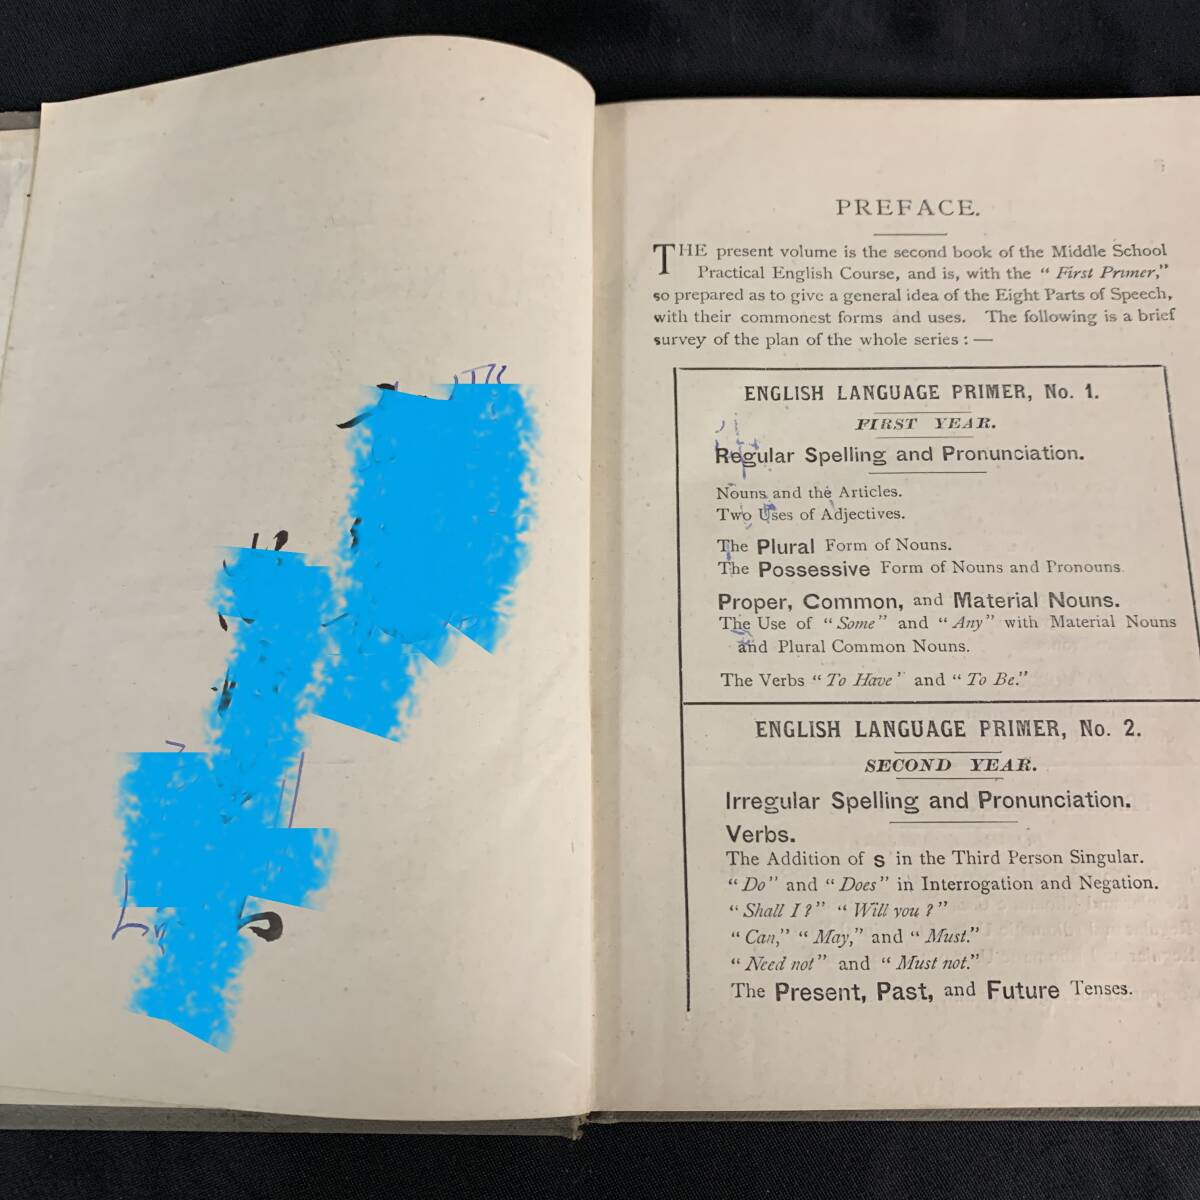 PREFACE.
THE present volume is the second book of the Middle School
Practical English Course, and is, with the “ First Primer,”
so prepared as to give a general idea of the Eight Parts of Speech,
with their commonest forms and uses. The following is a brief
survey of the plan of the whole series : —
ENGLISH LANGUAGE PRIMER, No. 1.
FIRST YEAR.
Regular Spelling and Pronunciation.
Nouns and the Articles.
Two Uses of Adjectives.
The Plural Form of Nouns.
The Possessive Form of Nouns and Pronouns.
Proper, Common, and Material Nouns.
The Use of “Some” and “Any” with Material Nouns
and Plural Common Nouns.
The Verbs “To Have” and “To Be.”
ENGLISH LANGUAGE PRIMER, No. 2.
SECOND YEAR.
Irregular Spelling and Pronunciation.
Verbs.
The Addition of s in the Third Person Singular.
“Do” and “Does” in Interrogation and Negation.
“Shall I ?” “Will you ?”
“Can,” “May,” and “Must.”
“Need not” and “Must not.”
The Present, Past, and Future Tenses.